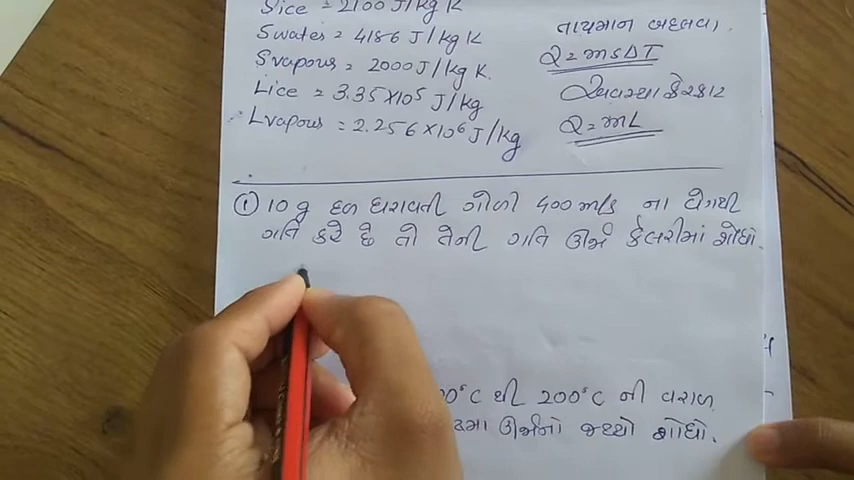 Sice = 2100 J/kg K
Swater = 4186 J/kg K
Svapour = 2000 J/kg K.
Lice = 3.35×10⁵ J/kg
Lvapour = 2.256×10⁶ J/kg
તાપમાન બદલવા.
Q = msΔT
અવસ્થા ફેરફાર
Q = mL
① 10 g દળ ધરાવતી ગોળી 400 m/s ના વેગથી
ગતિ કરે છે તો તેની ગતિ ઊર્જા કેલરીમાં શોધો.
0°C થી 200°C ની વરાળ
ઊર્જાનો જથ્થો શોધો.